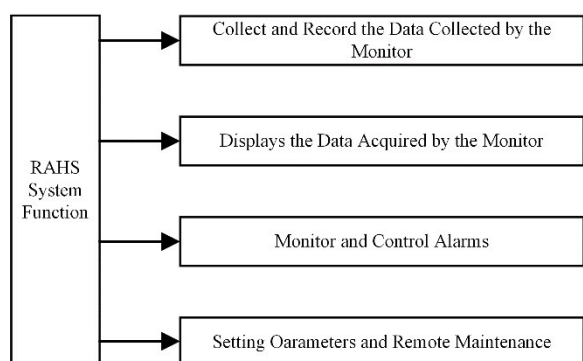 RAHS
System
Function
Collect and Record the Data Collected by the
Monitor
Displays the Data Acquired by the Monitor
Monitor and Control Alarms
Setting Oarameters and Remote Maintenance